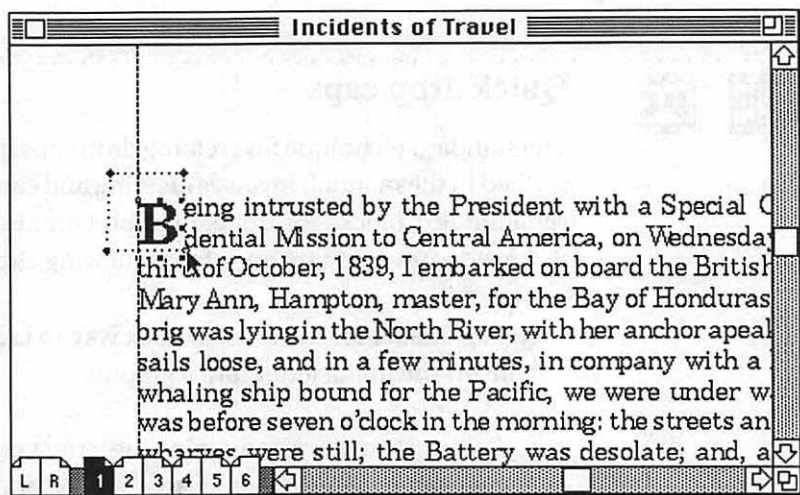 Incidents of Travel
Being intrusted by the President with a Special C
dential Mission to Central America, on Wednesday
third of October, 1839, I embarked on board the British
Mary Ann, Hampton, master, for the Bay of Honduras
brig was lying in the North River, with her anchor apeak
sails loose, and in a few minutes, in company with a
whaling ship bound for the Pacific, we were under w
was before seven o'clock in the morning; the streets an
wharves were still; the Battery was desolate; and, a
L R 1 2 3 4 5 6